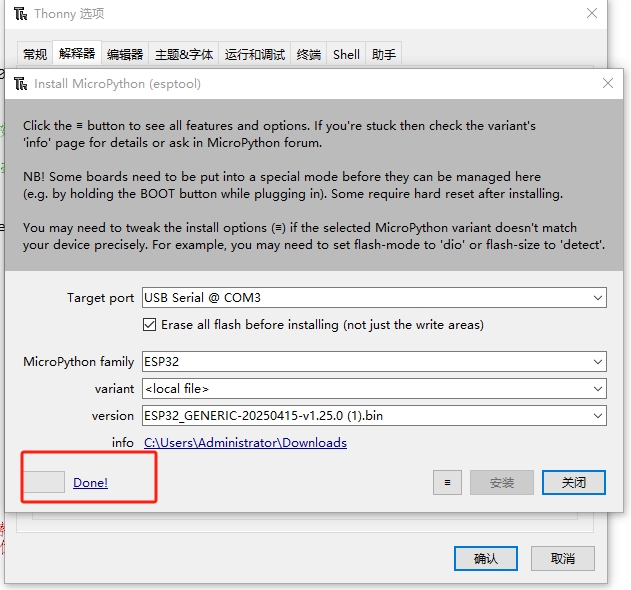 Thonny 选项
常规 解释器 编辑器 主题&字体 运行和调试 终端 Shell 助手
Install MicroPython (esptool)
Click the ≡ button to see all features and options. If you're stuck then check the variant's
'info' page for details or ask in MicroPython forum.
NB! Some boards need to be put into a special mode before they can be managed here
(e.g. by holding the BOOT button while plugging in). Some require hard reset after installing.
You may need to tweak the install options (≡) if the selected MicroPython variant doesn't match
your device precisely. For example, you may need to set flash-mode to 'dio' or flash-size to 'detect'.
Target port USB Serial @ COM3
Erase all flash before installing (not just the write areas)
MicroPython family ESP32
variant <local file>
version ESP32_GENERIC-20250415-v1.25.0 (1).bin
info C:\Users\Administrator\Downloads
Done! ≡ 安装 关闭
确认 取消